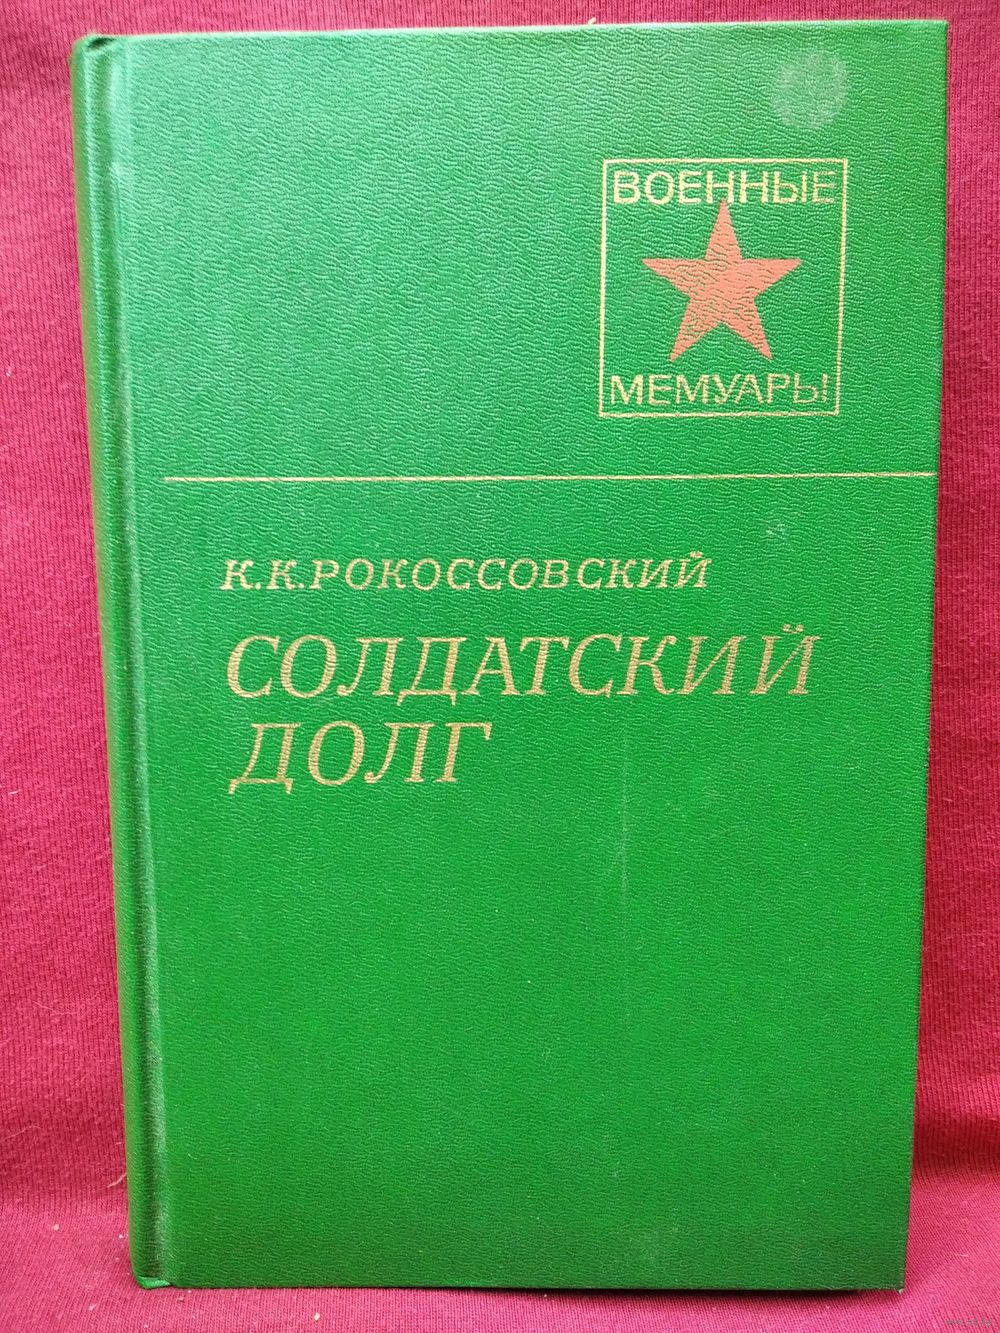 ВОЕННЫЕ
МЕМУАРЫ
К.К.РОКОССОВСКИЙ
СОЛДАТСКИЙ
ДОЛГ